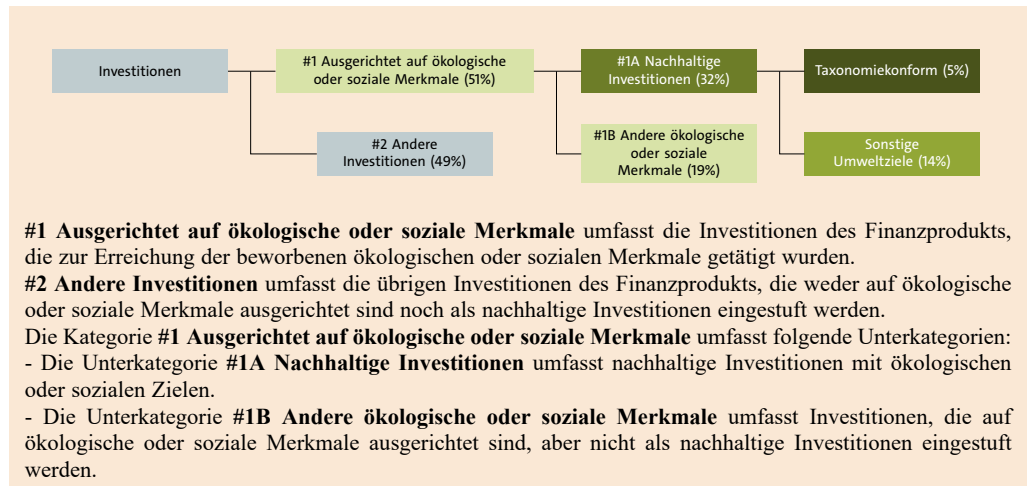 Investitionen
#1 Ausgerichtet auf ökologische
oder soziale Merkmale (51%)
#1A Nachhaltige
Investitionen (32%)
Taxonomiekonform (5%)
#2 Andere
Investitionen (49%)
#1B Andere ökologische
oder soziale
Merkmale (19%)
Sonstige
Umweltziele (14%)
#1 Ausgerichtet auf ökologische oder soziale Merkmale umfasst die Investitionen des Finanzprodukts,
die zur Erreichung der beworbenen ökologischen oder sozialen Merkmale getätigt wurden.
#2 Andere Investitionen umfasst die übrigen Investitionen des Finanzprodukts, die weder auf ökologische
oder soziale Merkmale ausgerichtet sind noch als nachhaltige Investitionen eingestuft werden.
Die Kategorie #1 Ausgerichtet auf ökologische oder soziale Merkmale umfasst folgende Unterkategorien:
- Die Unterkategorie #1A Nachhaltige Investitionen umfasst nachhaltige Investitionen mit ökologischen
oder sozialen Zielen.
- Die Unterkategorie #1B Andere ökologische oder soziale Merkmale umfasst Investitionen, die auf
ökologische oder soziale Merkmale ausgerichtet sind, aber nicht als nachhaltige Investitionen eingestuft
werden.